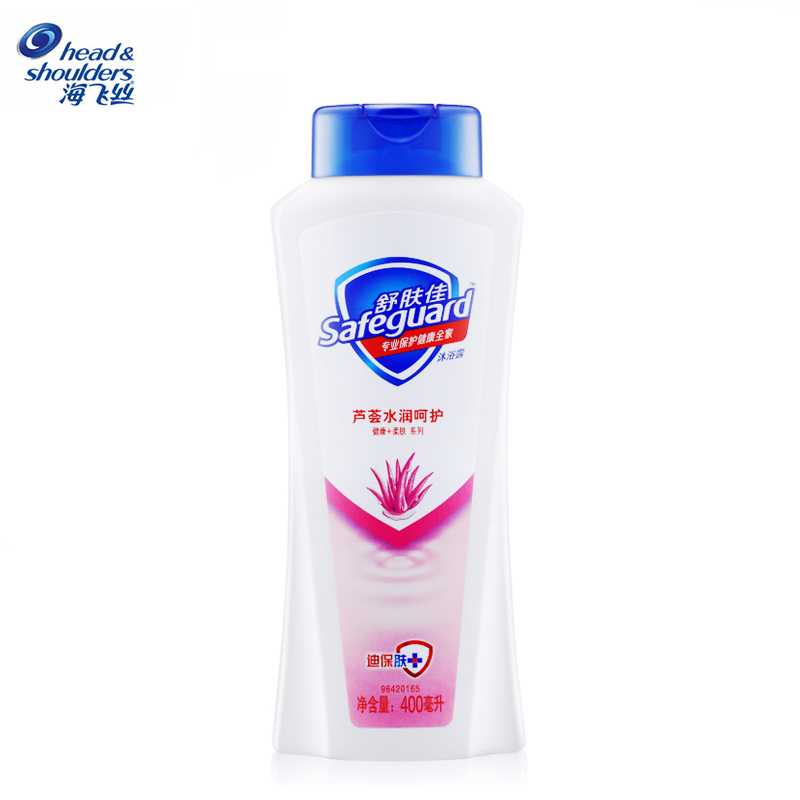 head&
shoulders
海飞丝
舒肤佳
Safeguard
专业保护健康全家
沐浴露
芦荟水润呵护
健康+柔肤 系列
迪保肤
96420165
净含量：400毫升